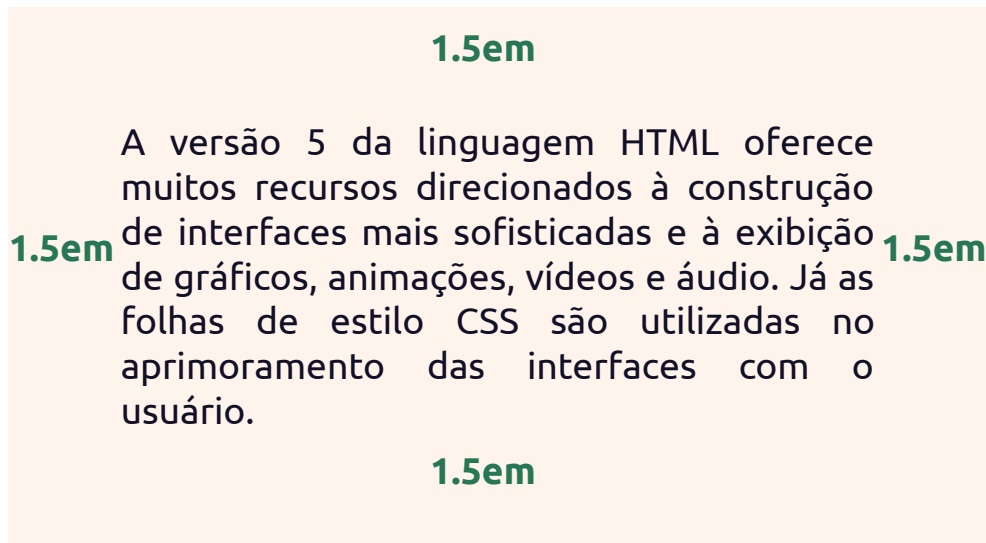 1.5em
A versão 5 da linguagem HTML oferece
muitos recursos direcionados à construção
1.5em de interfaces mais sofisticadas e à exibição 1.5em
de gráficos, animações, vídeos e áudio. Já as
folhas de estilo CSS são utilizadas no
aprimoramento das interfaces com o
usuário.
1.5em